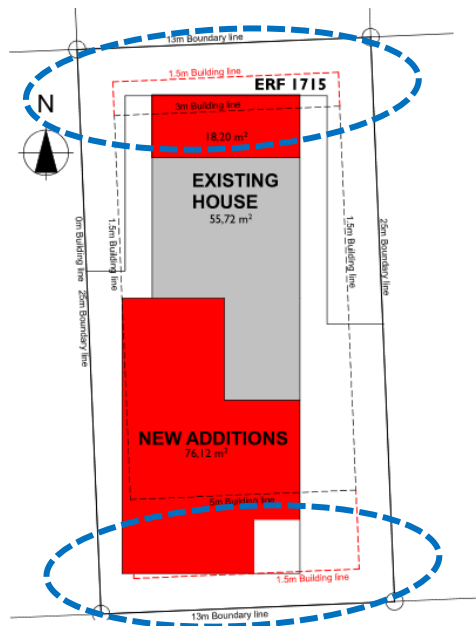 13m Boundary line
1.5m Building line
ERF 1715
3m Building line
18,20 m²
N
EXISTING
HOUSE
55,72 m²
0m Building line
1.5m Building line
1.5m Building line
25m Boundary line
25m Boundary line
NEW ADDITIONS
76,12 m²
5m Building line
1.5m Building line
13m Boundary line